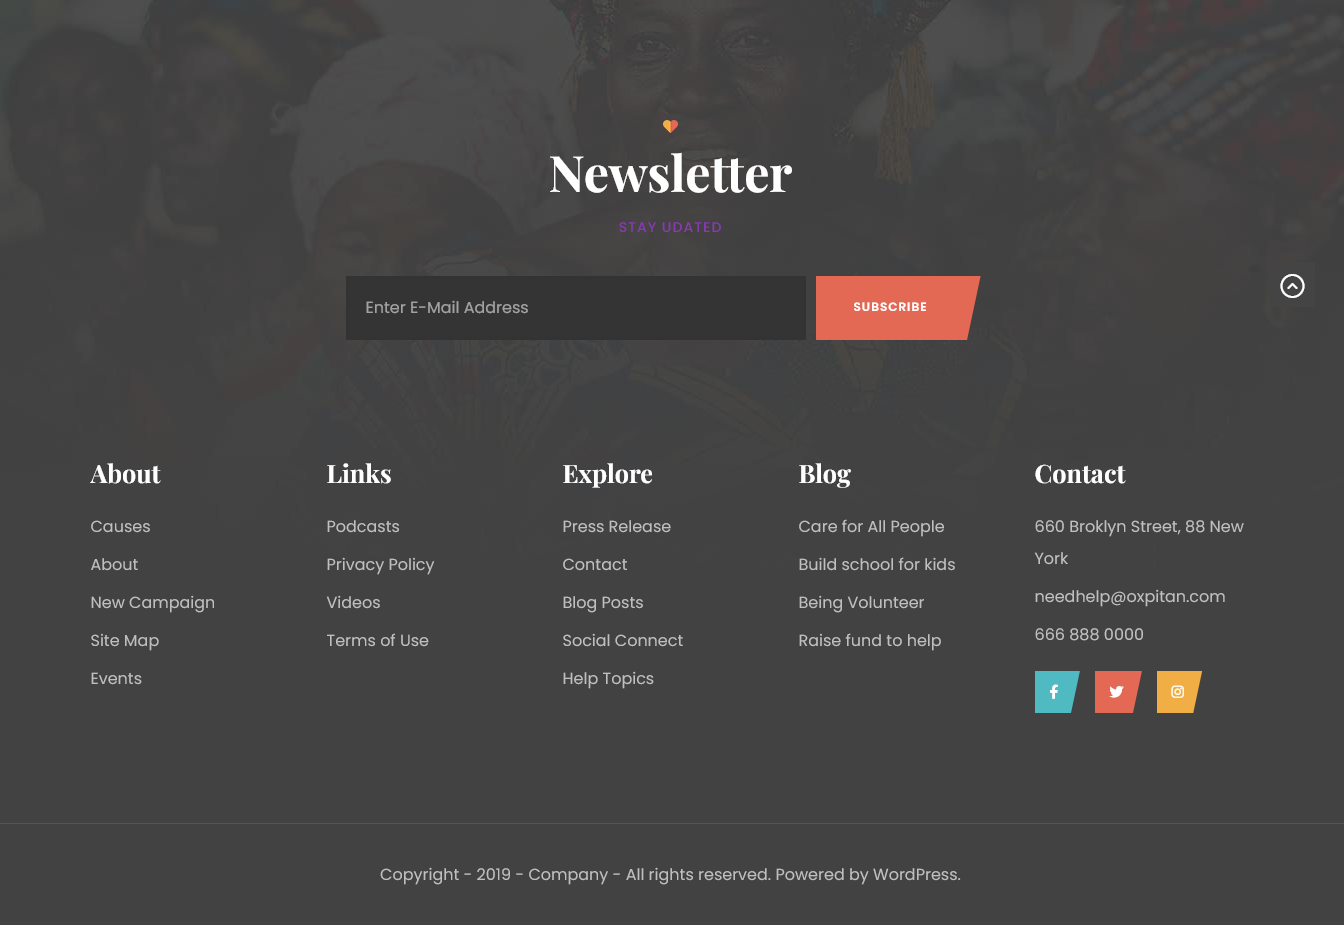 Newsletter
STAY UDATED
Enter E-Mail Address
SUBSCRIBE
About
Causes
About
New Campaign
Site Map
Events
Links
Podcasts
Privacy Policy
Videos
Terms of Use
Explore
Press Release
Contact
Blog Posts
Social Connect
Help Topics
Blog
Care for All People
Build school for kids
Being Volunteer
Raise fund to help
Contact
660 Broklyn Street, 88 New
York
needhelp@oxpitan.com
666 888 0000
Copyright - 2019 - Company - All rights reserved. Powered by WordPress.